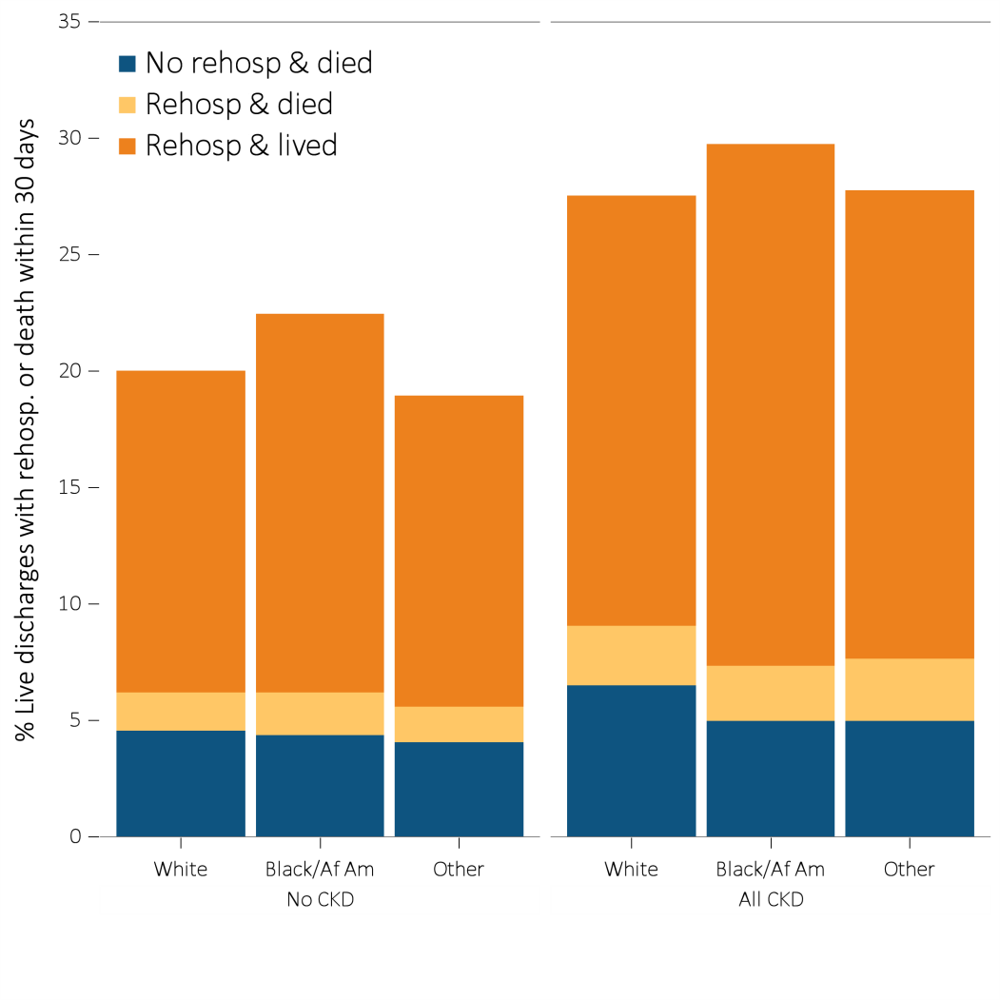 % Live discharges with rehosp. or death within 30 days
35
30
25
20
15
10
5
0
No rehosp & died
Rehosp & died
Rehosp & lived
White Black/Af Am Other
No CKD
White Black/Af Am Other
All CKD